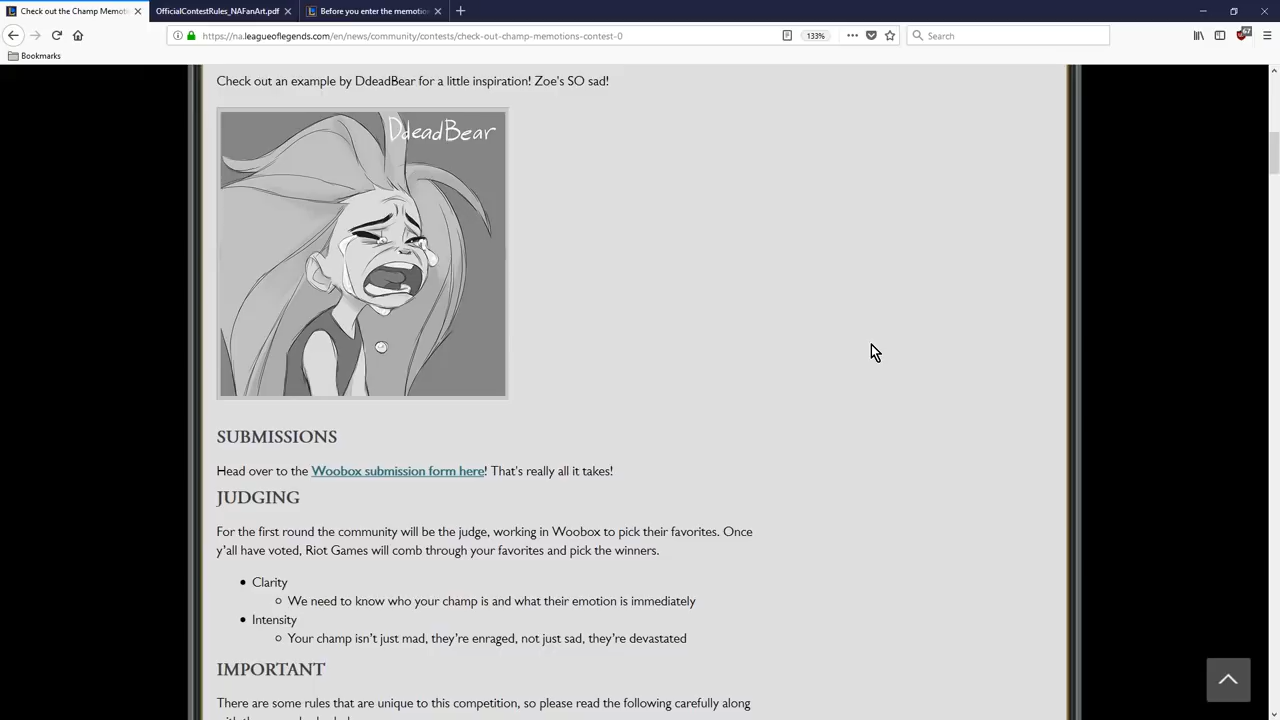 Check out the Champ Memoti
OfficialContestRules_NAFanArt.pdf
Before you enter the memotion
https://na.leagueoflegends.com/en/news/community/contests/check-out-champ-memotions-contest-0
133%
Search
Bookmarks
Check out an example by DdeadBear for a little inspiration! Zoe's SO sad!
DdeadBear
SUBMISSIONS
Head over to the Woobox submission form here! That's really all it takes!
JUDGING
For the first round the community will be the judge, working in Woobox to pick their favorites. Once
y'all have voted, Riot Games will comb through your favorites and pick the winners.
Clarity
We need to know who your champ is and what their emotion is immediately
Intensity
Your champ isn't just mad, they're enraged, not just sad, they're devastated
IMPORTANT
There are some rules that are unique to this competition, so please read the following carefully along